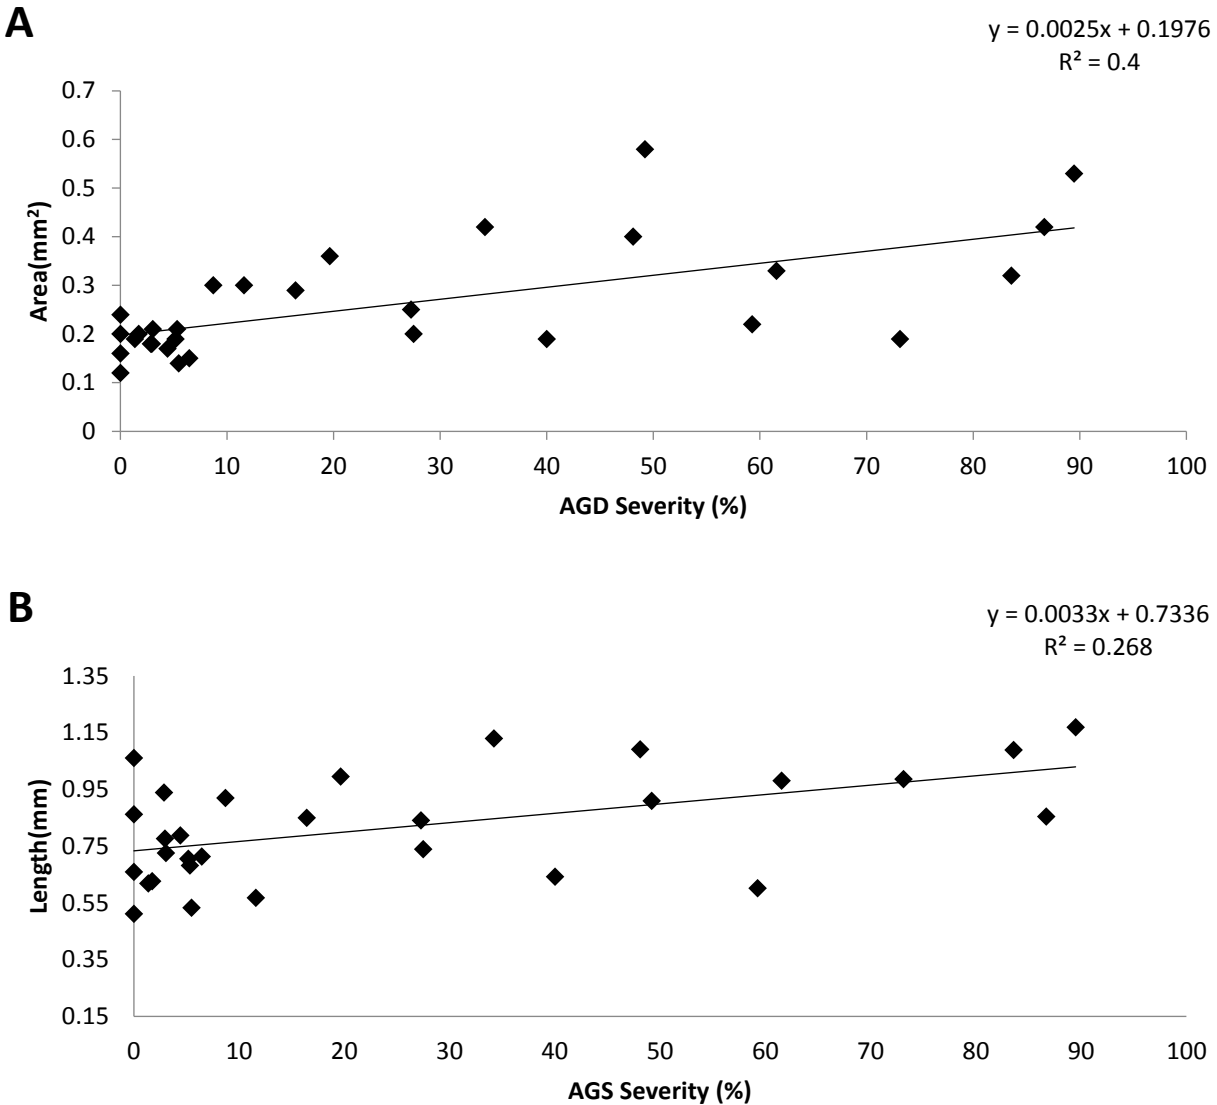 A
y = 0.0025x + 0.1976
R² = 0.4
0.7
0.6
0.5
0.4
0.3
0.2
0.1
0
Area(mm²)
0 10 20 30 40 50 60 70 80 90 100
AGD Severity (%)
B
y = 0.0033x + 0.7336
R² = 0.268
1.35
1.15
0.95
0.75
0.55
0.35
0.15
Length(mm)
0 10 20 30 40 50 60 70 80 90 100
AGS Severity (%)